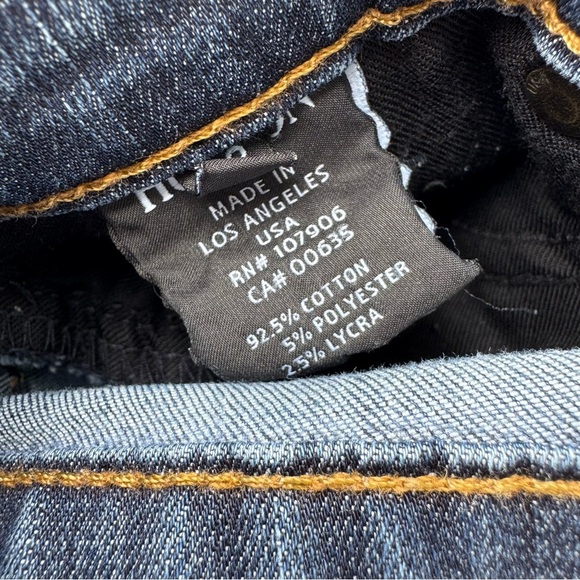 MADE IN
LOS ANGELES
USA
RN# 107906
CA# 00635
92.5% COTTON
5% POLYESTER
2.5% LYCRA